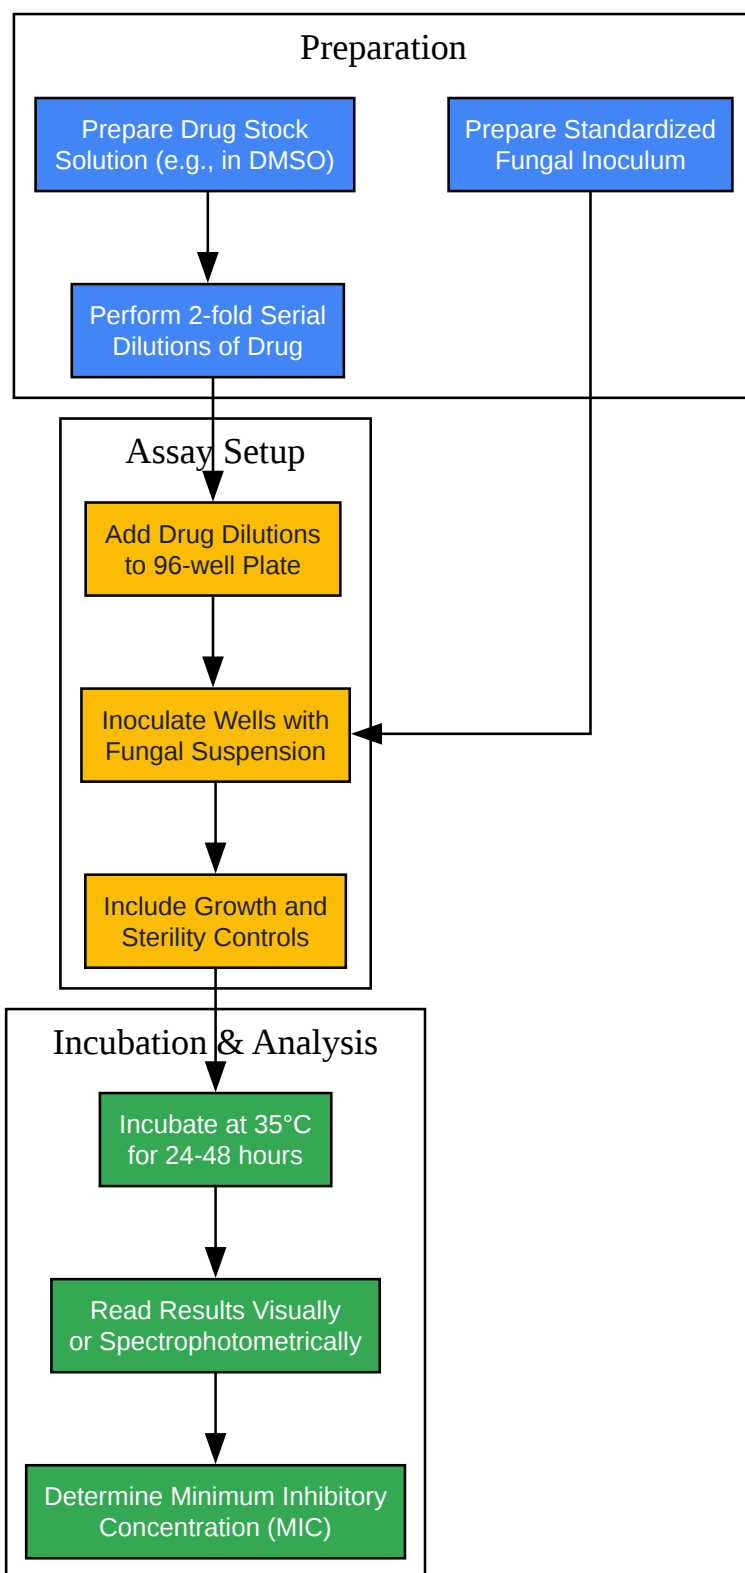 Preparation
Prepare Drug Stock
Solution (e.g., in DMSO)
Prepare Standardized
Fungal Inoculum
Perform 2-fold Serial
Dilutions of Drug
Assay Setup
Add Drug Dilutions
to 96-well Plate
Inoculate Wells with
Fungal Suspension
Include Growth and
Sterility Controls
Incubation & Analysis
Incubate at 35°C
for 24-48 hours
Read Results Visually
or Spectrophotometrically
Determine Minimum Inhibitory
Concentration (MIC)